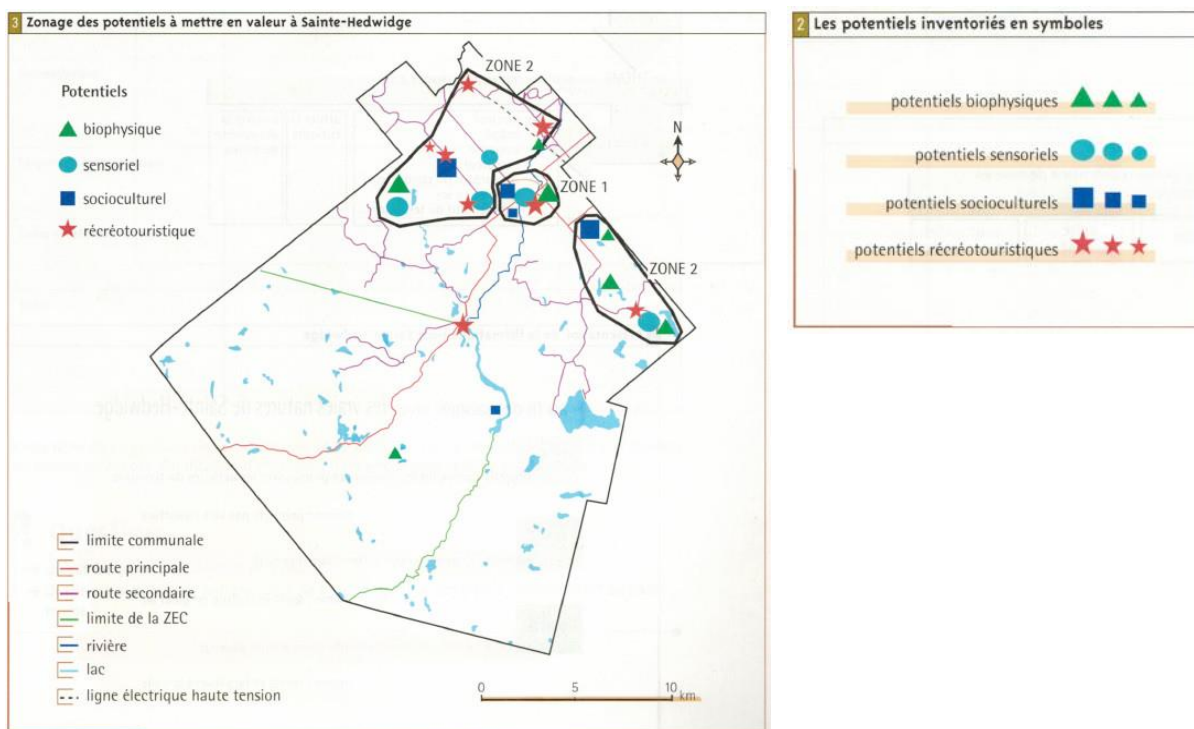 3 Zonage des potentiels à mettre en valeur à Sainte-Hedwidge
Potentiels
biophysique
sensoriel
socioculturel
récréotouristique
ZONE 2
N
ZONE 1
ZONE 2
limite communale
route principale
route secondaire
limite de la ZEC
rivière
lac
ligne électrique haute tension
0 5 10 km
2 Les potentiels inventoriés en symboles
potentiels biophysiques
potentiels sensoriels
potentiels socioculturels
potentiels récréotouristiques